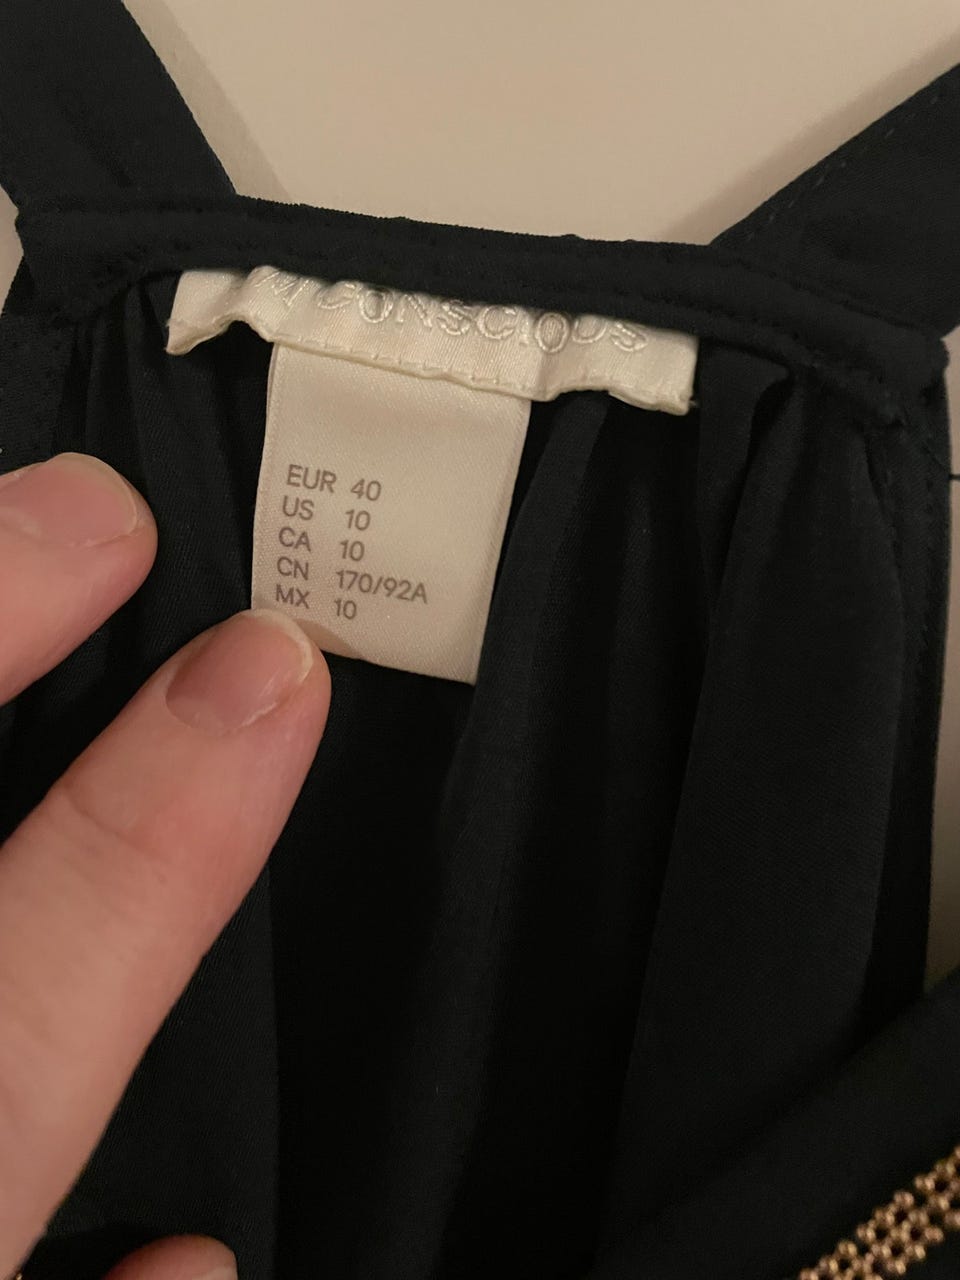 CONSCIOUS
EUR 40
US 10
CA 10
CN 170/92A
MX 10